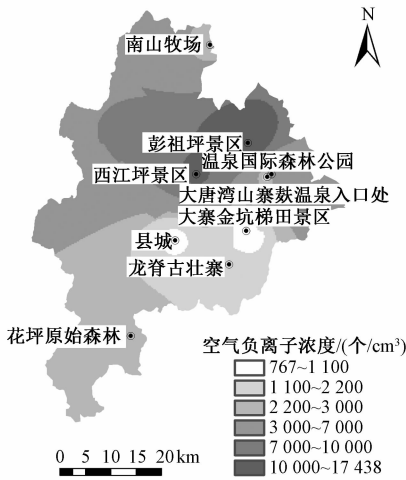 N
南山牧场
彭祖坪景区
温泉国际森林公园
西江坪景区
大唐湾山寨麸温泉入口处
大寨金坑梯田景区
县城
龙脊古壮寨
花坪原始森林
空气负离子浓度/(个/cm³)
767~1 100
1 100~2 200
2 200~3 000
3 000~7 000
7 000~10 000
10 000~17 438
0 5 10 15 20 km